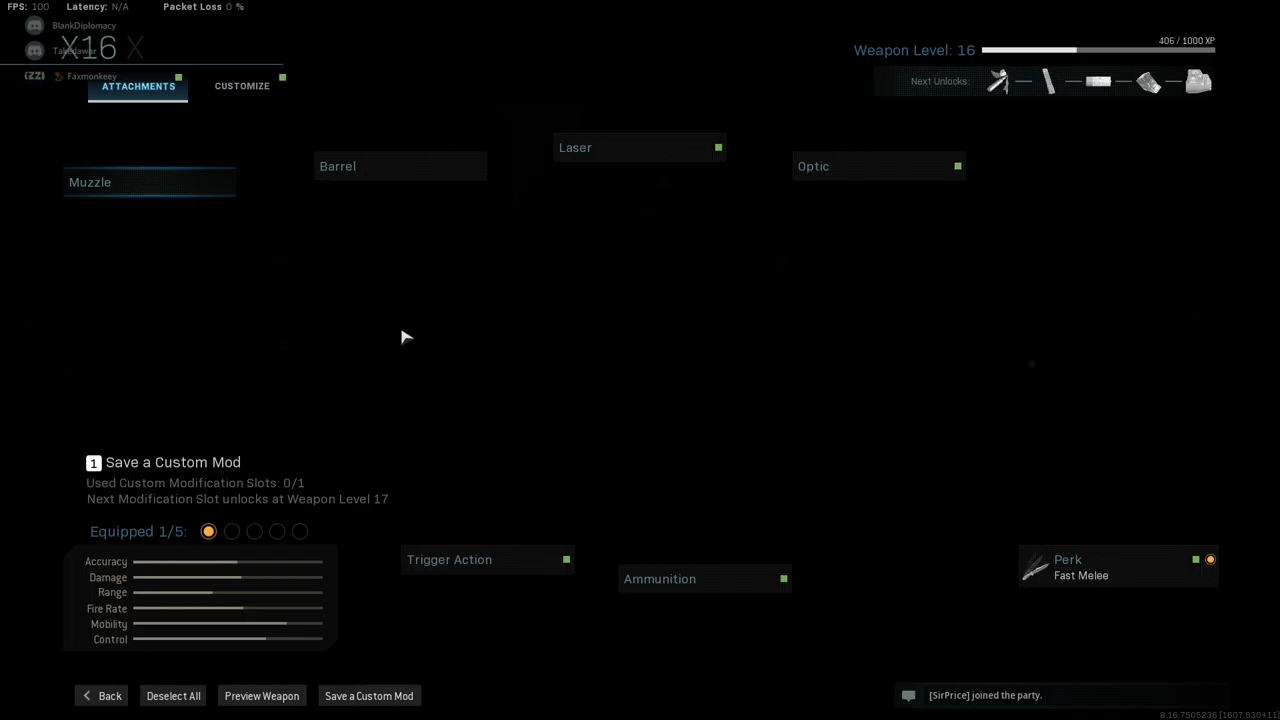 FPS: 100 Latency: N/A Packet Loss 0 %
BlankDiplomacy
X16 X
Takedawar
Faxmonkeey
ATTACHMENTS
CUSTOMIZE
Weapon Level: 16
406 / 1000 XP
Next Unlocks:
Muzzle
Barrel
Laser
Optic
1 Save a Custom Mod
Used Custom Modification Slots: 0/1
Next Modification Slot unlocks at Weapon Level 17
Equipped 1/5:
Accuracy
Damage
Range
Fire Rate
Mobility
Control
Trigger Action
Ammunition
Perk
Fast Melee
Back
Deselect All
Preview Weapon
Save a Custom Mod
[SirPrice] joined the party.